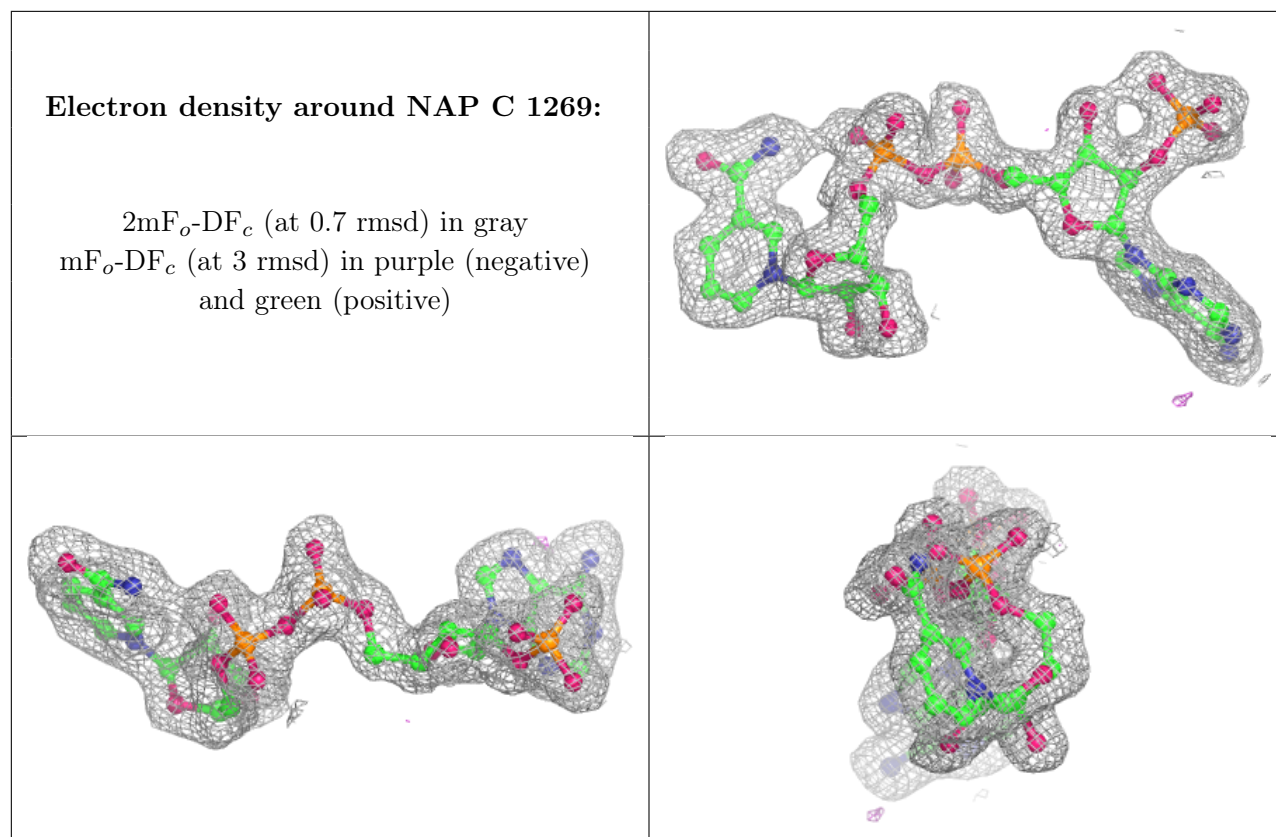 Electron density around NAP C 1269:
2mFₒ-DF𝒸 (at 0.7 rmsd) in gray
mFₒ-DF𝒸 (at 3 rmsd) in purple (negative)
and green (positive)